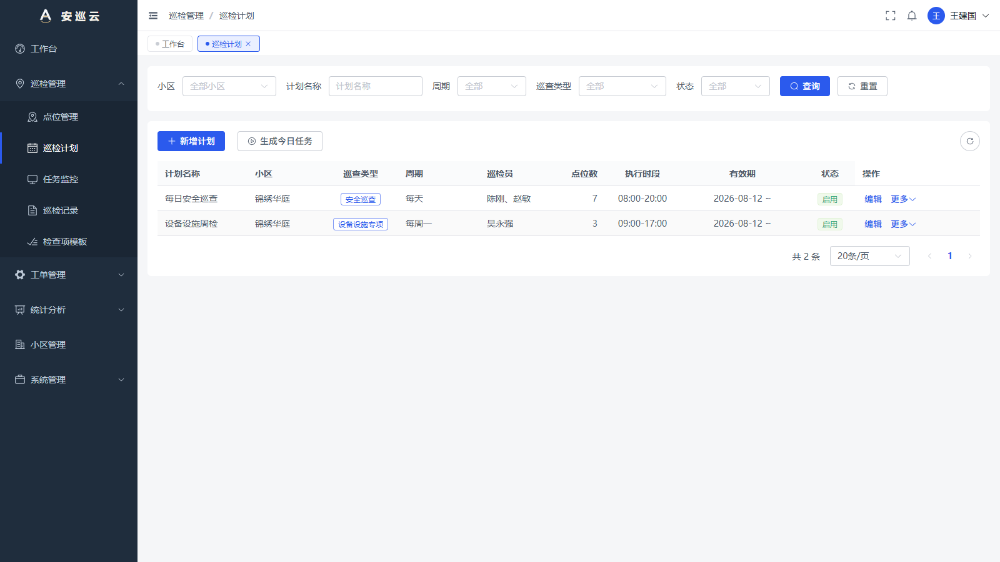 安巡云
工作台
巡检管理
点位管理
巡检计划
任务监控
巡检记录
检查项模板
工单管理
统计分析
小区管理
系统管理
巡检管理 / 巡检计划
王 王建国
工作台 巡检计划
小区 全部小区 计划名称 计划名称 周期 全部 巡查类型 全部 状态 全部 查询 重置
新增计划 生成今日任务
计划名称 小区 巡查类型 周期 巡检员 点位数 执行时段 有效期 状态 操作
每日安全巡查 锦绣华庭 安全巡查 每天 陈刚、赵敏 7 08:00-20:00 2026-08-12 ~ 启用 编辑 更多
设备设施周检 锦绣华庭 设备设施专项 每周一 吴永强 3 09:00-17:00 2026-08-12 ~ 启用 编辑 更多
共 2 条 20条/页 1